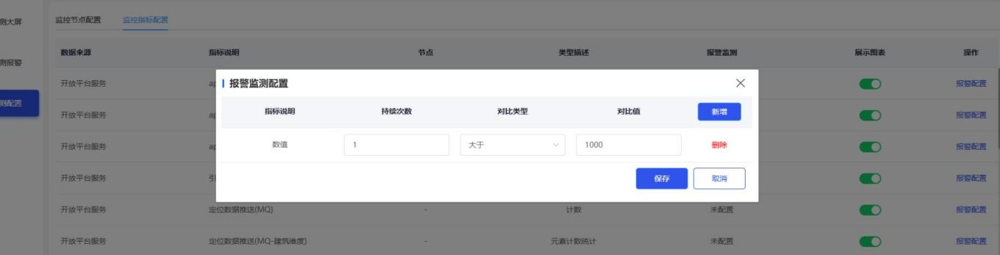 测大屏
测报警
测配置
监控节点配置 监控指标配置
数据来源 指标说明 节点 类型描述 报警监测 展示图表 操作
开放平台服务 ap 报警配置
开放平台服务 ap 报警配置
开放平台服务 ap 报警配置
开放平台服务 引 报警配置
开放平台服务 定位数据推送(MQ) - 计数 未配置 报警配置
开放平台服务 定位数据推送(MQ-建筑维度) - 元素计数统计 未配置 报警配置
报警监测配置
指标说明 持续次数 对比类型 对比值 新增
数值 1 大于 1000 删除
保存 取消